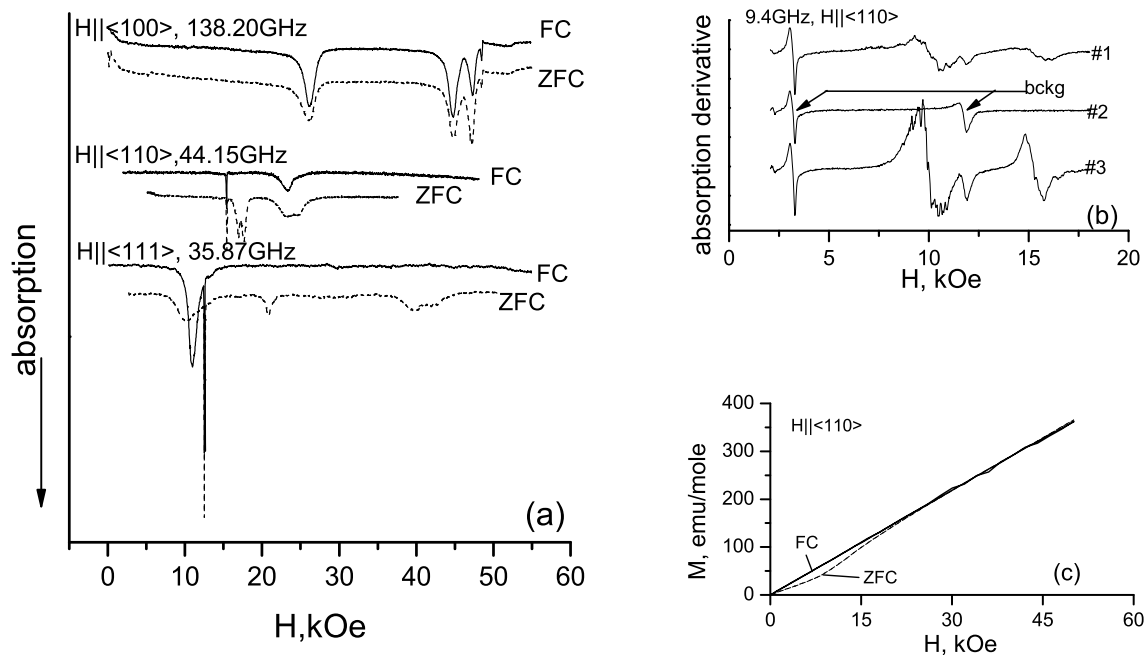 H||<100>, 138.20GHz
FC
ZFC
H||<110>,44.15GHz
FC
ZFC
H||<111>, 35.87GHz
FC
ZFC
absorption
(a)
0 10 20 30 40 50 60
H,kOe
9.4GHz, H||<110>
#1
bckg
#2
#3
absorption derivative
(b)
0 5 10 15 20
H, kOe
400
300
200
100
0
M, emu/mole
H||<110>
FC
ZFC
(c)
0 15 30 45 60
H, kOe